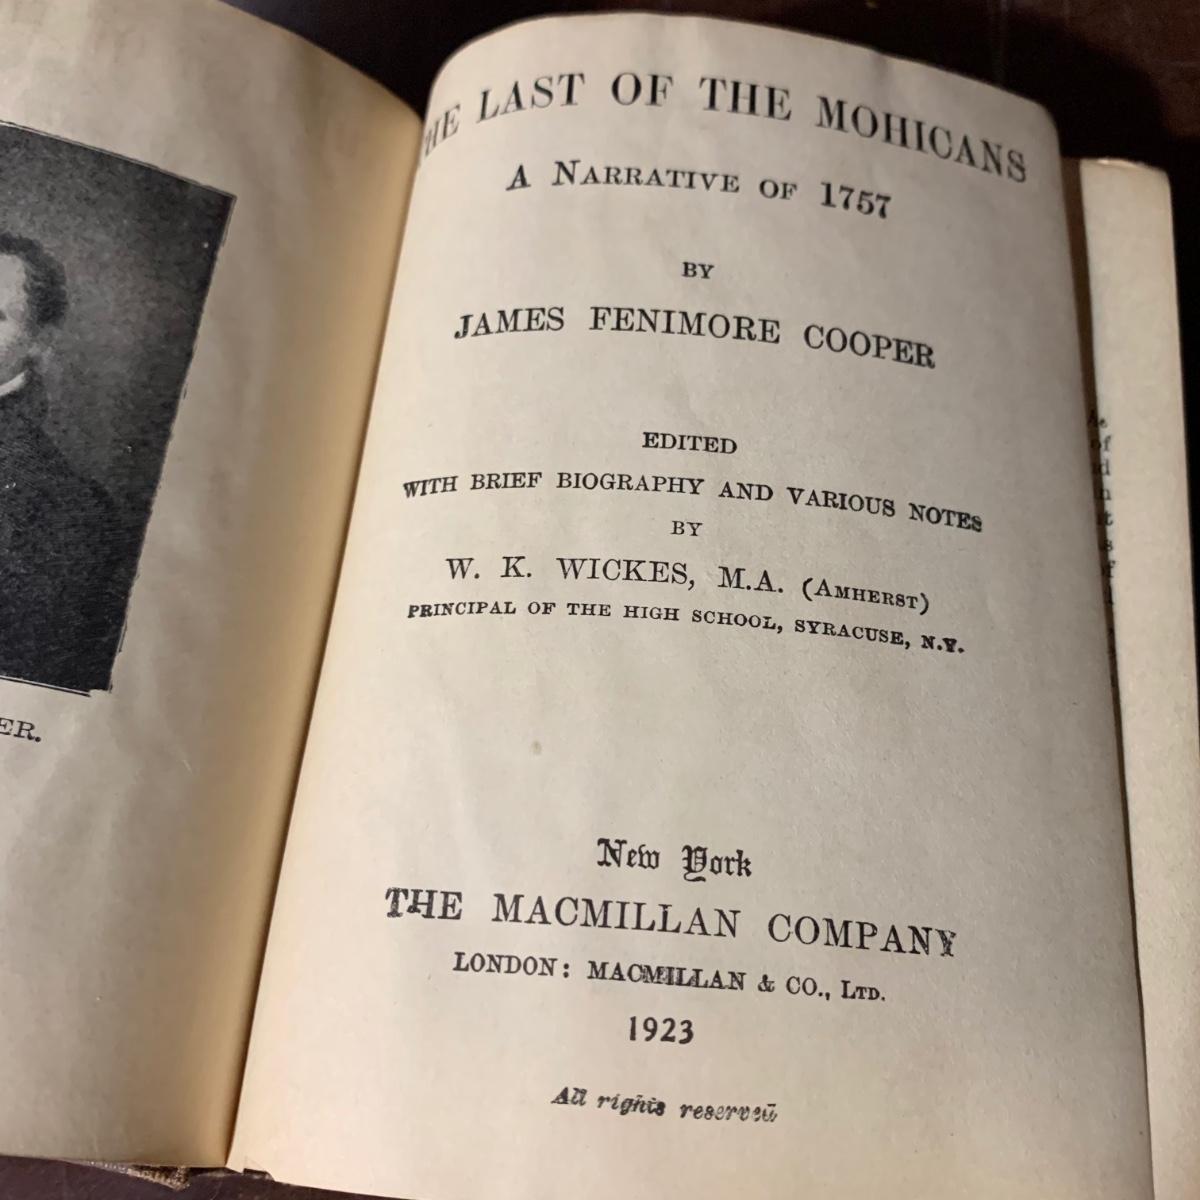 THE LAST OF THE MOHICANS
A NARRATIVE OF 1757
BY
JAMES FENIMORE COOPER
EDITED
WITH BRIEF BIOGRAPHY AND VARIOUS NOTES
BY
W. K. WICKES, M.A. (AMHERST)
PRINCIPAL OF THE HIGH SCHOOL, SYRACUSE, N.Y.
New York
THE MACMILLAN COMPANY
LONDON: MACMILLAN & CO., LTD.
1923
All rights reserved
ER.
of